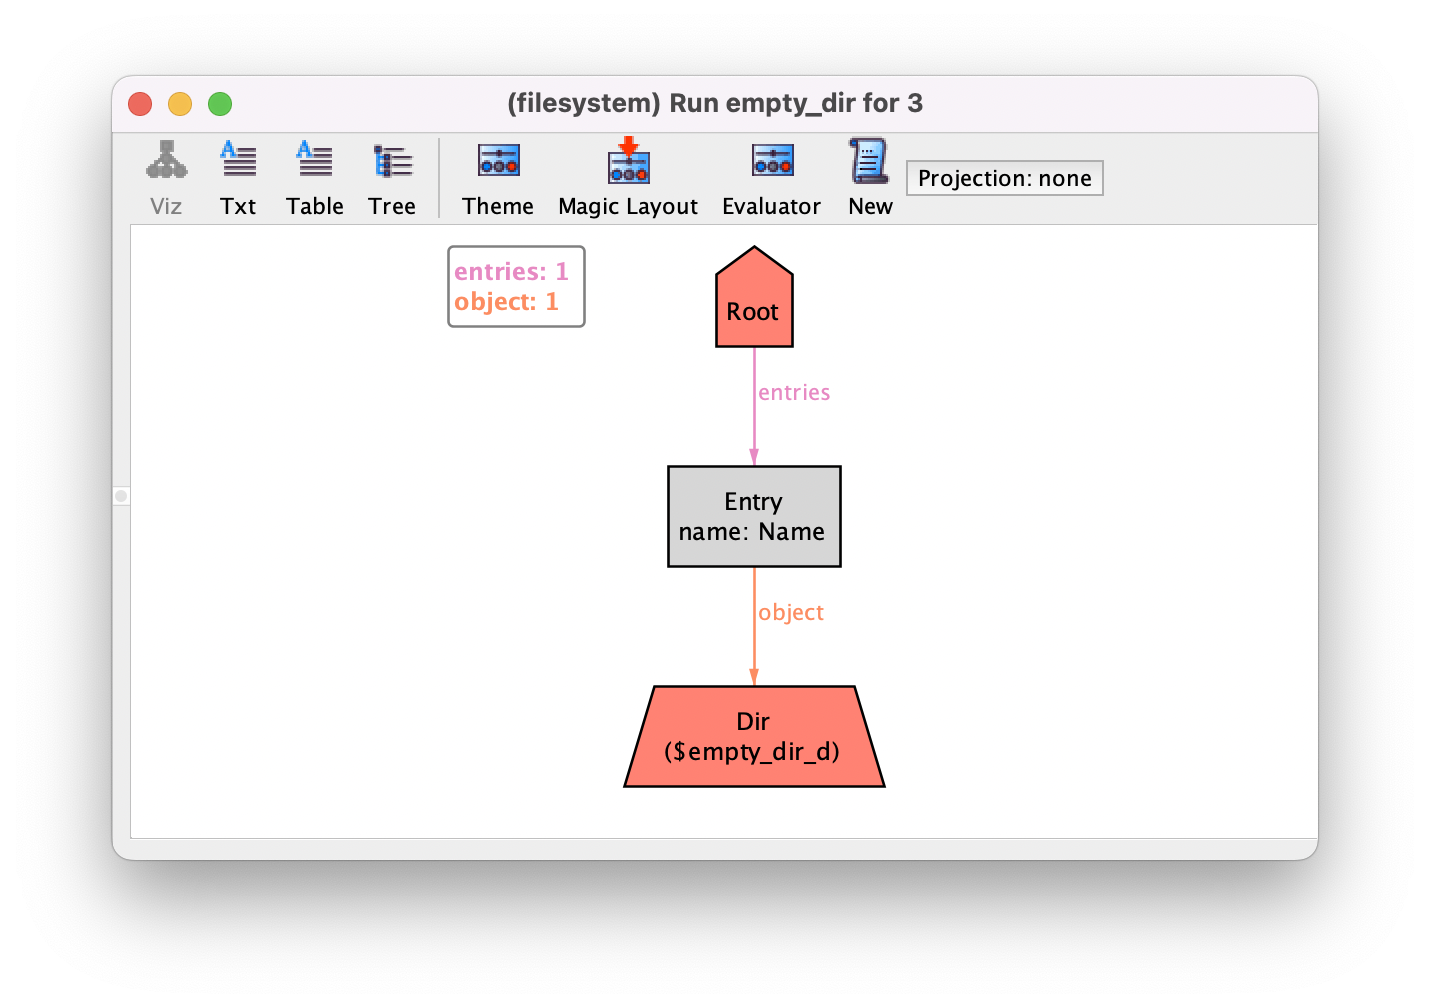 (filesystem) Run empty_dir for 3
Viz
Txt
Table
Tree
Theme
Magic Layout
Evaluator
New
Projection: none
entries: 1
object: 1
Root
entries
Entry
name: Name
object
Dir
($empty_dir_d)